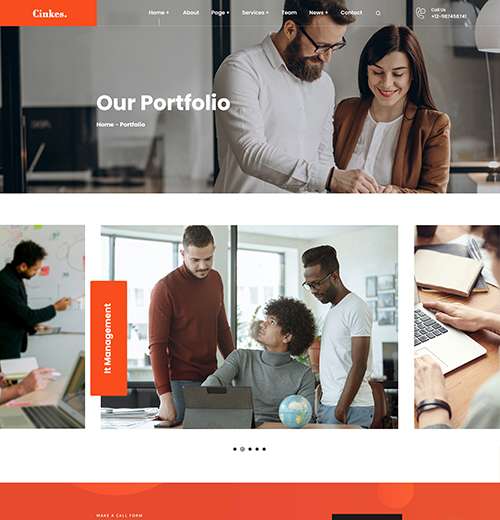 Cinkes.
Home +
About
Page +
Services +
Team
News +
Contact
Call Us
+12-987458741
Our Portfolio
Home - Portfolio
It Management
MAKE A CALL FORM